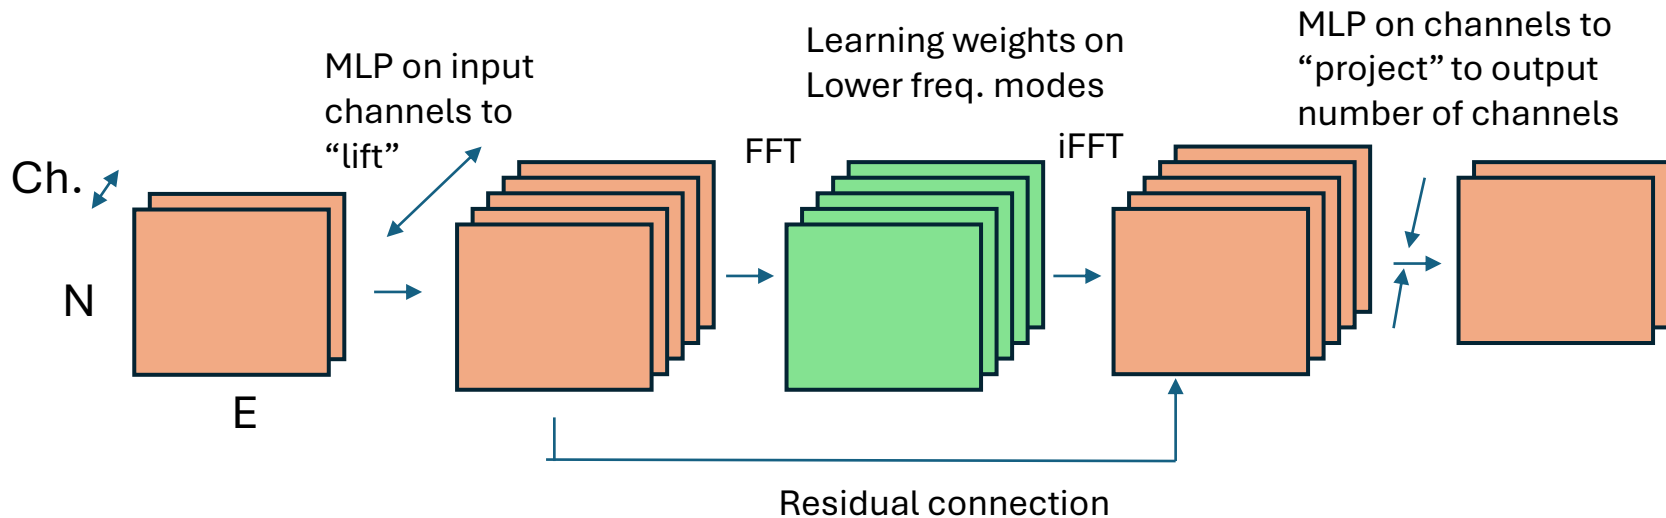 Ch.
N
E
MLP on input
channels to
“lift”
FFT
Learning weights on
Lower freq. modes
iFFT
MLP on channels to
“project” to output
number of channels
Residual connection